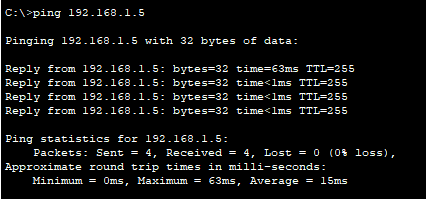 C:\>ping 192.168.1.5
Pinging 192.168.1.5 with 32 bytes of data:
Reply from 192.168.1.5: bytes=32 time=63ms TTL=255
Reply from 192.168.1.5: bytes=32 time<1ms TTL=255
Reply from 192.168.1.5: bytes=32 time<1ms TTL=255
Reply from 192.168.1.5: bytes=32 time<1ms TTL=255
Ping statistics for 192.168.1.5:
    Packets: Sent = 4, Received = 4, Lost = 0 (0% loss),
Approximate round trip times in milli-seconds:
    Minimum = 0ms, Maximum = 63ms, Average = 15ms